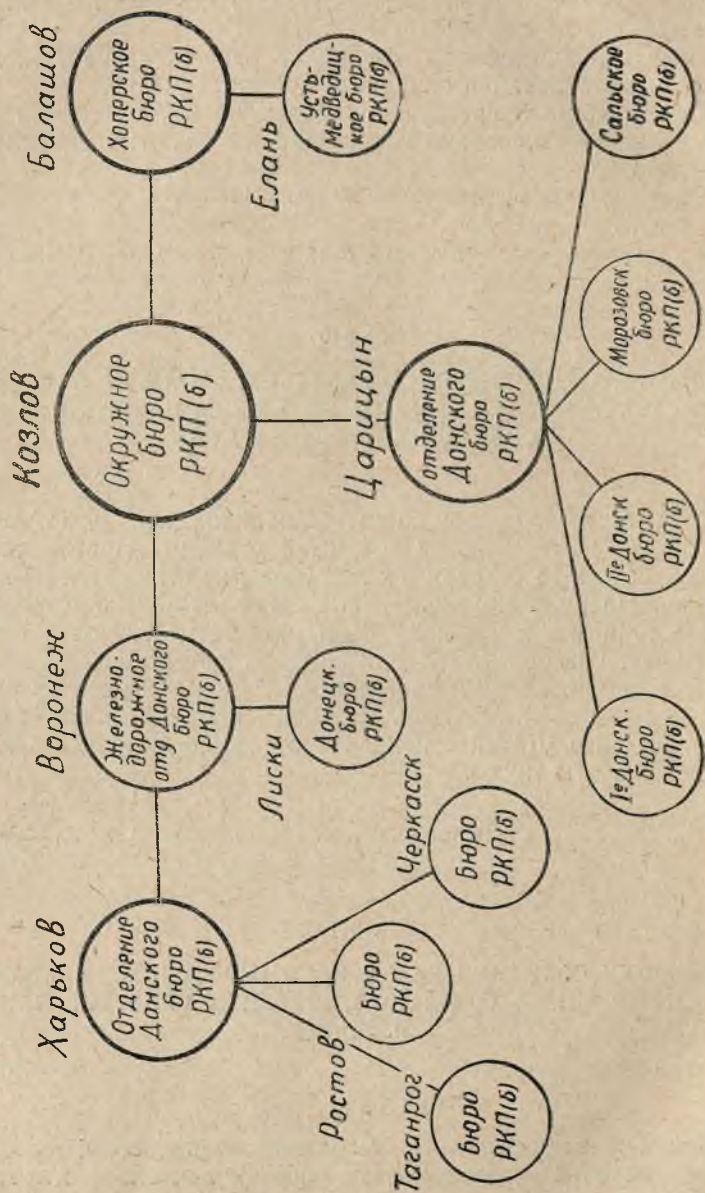 Харьков
Отделение
Донского
бюро
РКП(б)
Воронеж
Железно-
дорожное
отд Донского
бюро
РКП(б)
Козлов
Окружное
бюро
РКП(б)
Балашов
Хоперское
бюро
РКП(б)
Ростов
Таганрог
Черкасск
Бюро
РКП(б)
Бюро
РКП(б)
Бюро
РКП(б)
Лиски
Донецк.
бюро
РКП(б)
Царицын
отделение
Донского
бюро
РКП(б)
Елань
Усть-
Медведиц-
кое бюро
РКП(б)
Iе Донск.
бюро
РКП(б)
IIе Донск
бюро
РКП(б)
Морозовск.
бюро
РКП(б)
Сальское
бюро
РКП(б)